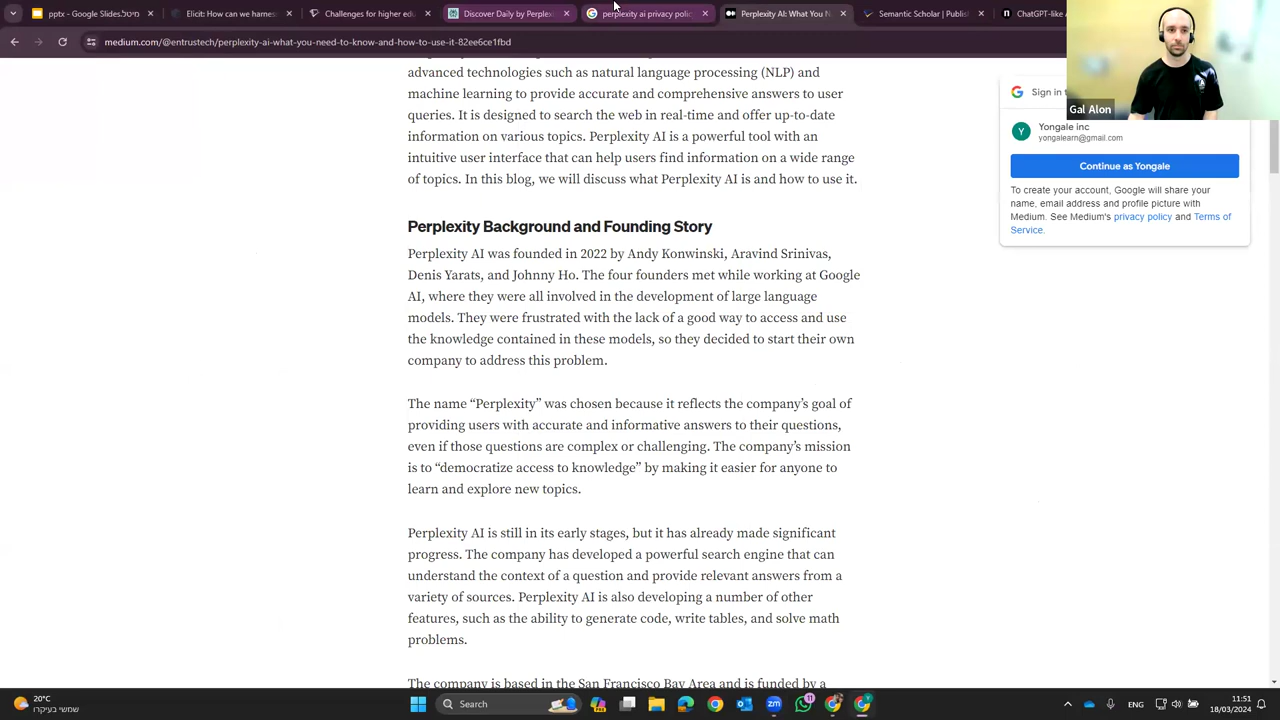 pptx - Google Slides מיטל
Elicit: How can we harness
Challenges for higher edu
Discover Daily by Perplex
perplexity ai privacy polic
Perplexity AI: What You N
Semantic Scholar | Publish
ChatGPT-like
medium.com/@entrustech/perplexity-ai-what-you-need-to-know-and-how-to-use-it-82ee6ce1fbd
advanced technologies such as natural language processing (NLP) and
machine learning to provide accurate and comprehensive answers to user
queries. It is designed to search the web in real-time and offer up-to-date
information on various topics. Perplexity AI is a powerful tool with an
intuitive user interface that can help users find information on a wide range
of topics. In this blog, we will discuss what Perplexity AI is and how to use it.
Perplexity Background and Founding Story
Perplexity AI was founded in 2022 by Andy Konwinski, Aravind Srinivas,
Denis Yarats, and Johnny Ho. The four founders met while working at Google
AI, where they were all involved in the development of large language
models. They were frustrated with the lack of a good way to access and use
the knowledge contained in these models, so they decided to start their own
company to address this problem.
The name “Perplexity” was chosen because it reflects the company’s goal of
providing users with accurate and informative answers to their questions,
even if those questions are complex or challenging. The company’s mission
is to “democratize access to knowledge” by making it easier for anyone to
learn and explore new topics.
Perplexity AI is still in its early stages, but it has already made significant
progress. The company has developed a powerful search engine that can
understand the context of a question and provide relevant answers from a
variety of sources. Perplexity AI is also developing a number of other
features, such as the ability to generate code, write tables, and solve math
problems.
The company is based in the San Francisco Bay Area and is funded by a
Gal Alon
Sign in
Yongale inc
yongalearn@gmail.com
Continue as Yongale
To create your account, Google will share your
name, email address and profile picture with
Medium. See Medium's privacy policy and Terms of
Service.
20°C
שמשי בעיקרו
Search
ENG
11:51
18/03/2024